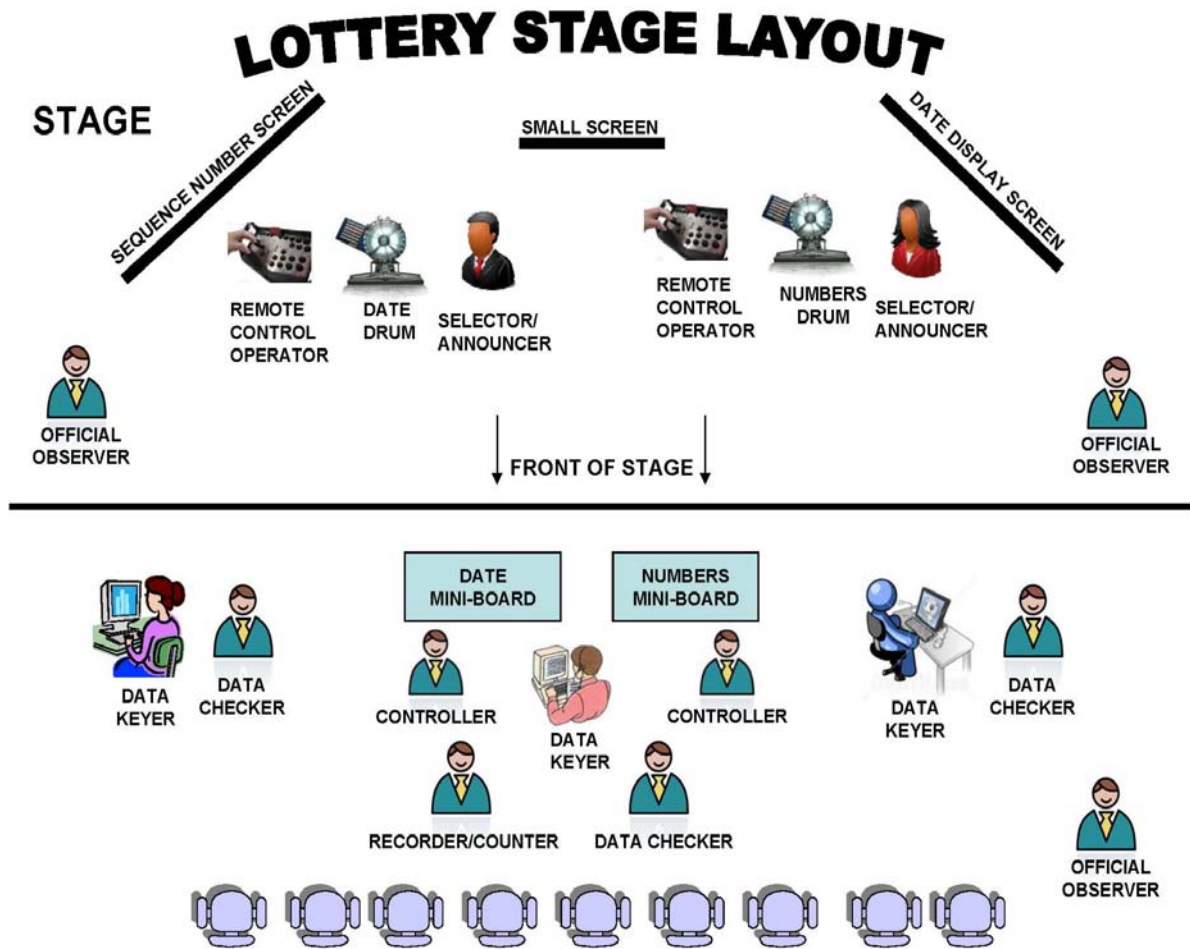 LOTTERY STAGE LAYOUT
STAGE
SEQUENCE NUMBER SCREEN
SMALL SCREEN
DATE DISPLAY SCREEN
REMOTE
CONTROL
OPERATOR
DATE
DRUM
SELECTOR/
ANNOUNCER
REMOTE
CONTROL
OPERATOR
NUMBERS
DRUM
SELECTOR/
ANNOUNCER
OFFICIAL
OBSERVER
FRONT OF STAGE
OFFICIAL
OBSERVER
DATE
MINI-BOARD
NUMBERS
MINI-BOARD
DATA
KEYER
DATA
CHECKER
CONTROLLER
DATA
KEYER
CONTROLLER
DATA
KEYER
DATA
CHECKER
RECORDER/COUNTER
DATA CHECKER
OFFICIAL
OBSERVER